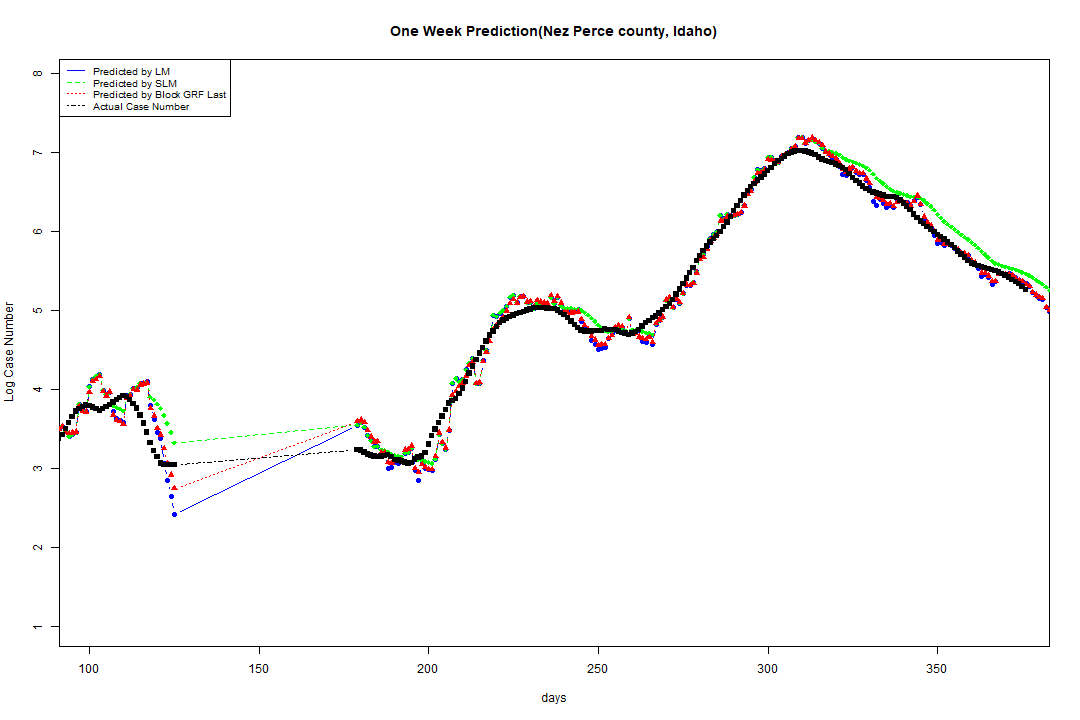 One Week Prediction(Nez Perce county, Idaho)
Predicted by LM
Predicted by SLM
Predicted by Block GRF Last
Actual Case Number
8
7
6
5
4
3
2
1
Log Case Number
100
150
200
250
300
350
days